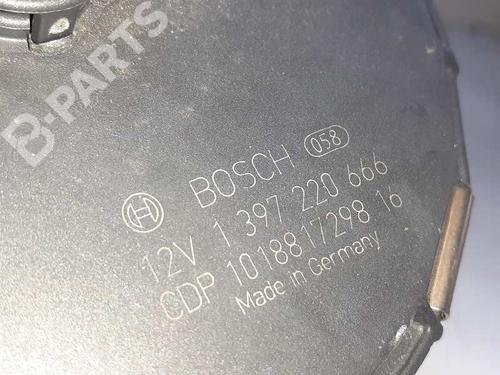 B-PARTS
BOSCH 058
12V 1 397 220 666
CDP 1018817298 16
Made in Germany